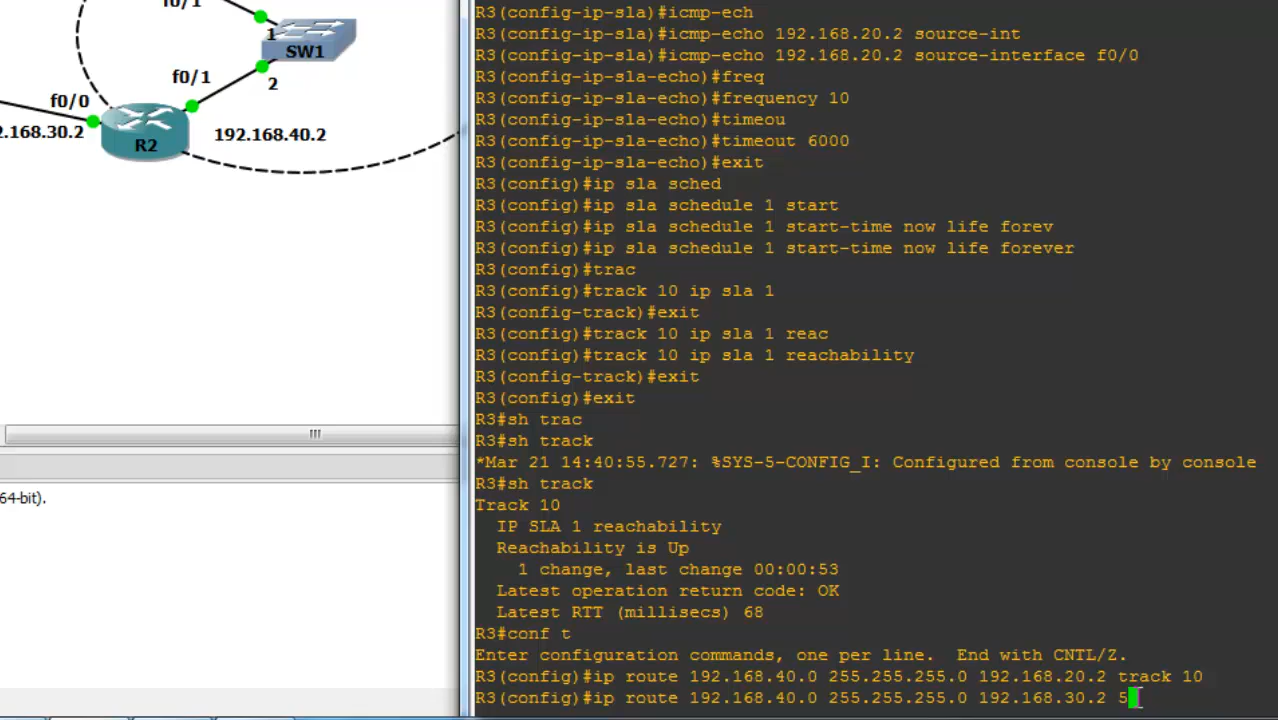 f0/1
1
SW1
f0/1
2
f0/0
2.168.30.2
192.168.40.2
R2
64-bit).
R3(config-ip-sla)#icmp-ech
R3(config-ip-sla)#icmp-echo 192.168.20.2 source-int
R3(config-ip-sla)#icmp-echo 192.168.20.2 source-interface f0/0
R3(config-ip-sla-echo)#freq
R3(config-ip-sla-echo)#frequency 10
R3(config-ip-sla-echo)#timeou
R3(config-ip-sla-echo)#timeout 6000
R3(config-ip-sla-echo)#exit
R3(config)#ip sla sched
R3(config)#ip sla schedule 1 start
R3(config)#ip sla schedule 1 start-time now life forev
R3(config)#ip sla schedule 1 start-time now life forever
R3(config)#trac
R3(config)#track 10 ip sla 1
R3(config-track)#exit
R3(config)#track 10 ip sla 1 reac
R3(config)#track 10 ip sla 1 reachability
R3(config-track)#exit
R3(config)#exit
R3#sh trac
R3#sh track
*Mar 21 14:40:55.727: %SYS-5-CONFIG_I: Configured from console by console
R3#sh track
Track 10
IP SLA 1 reachability
Reachability is Up
1 change, last change 00:00:53
Latest operation return code: OK
Latest RTT (millisecs) 68
R3#conf t
Enter configuration commands, one per line.  End with CNTL/Z.
R3(config)#ip route 192.168.40.0 255.255.255.0 192.168.20.2 track 10
R3(config)#ip route 192.168.40.0 255.255.255.0 192.168.30.2 5